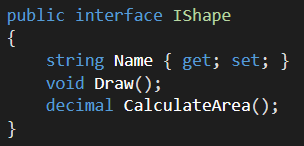 public interface IShape
{
    string Name { get; set; }
    void Draw();
    decimal CalculateArea();
}